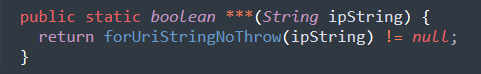 public static boolean ***(String ipString) {
return forUriStringNoThrow(ipString) != null;
}